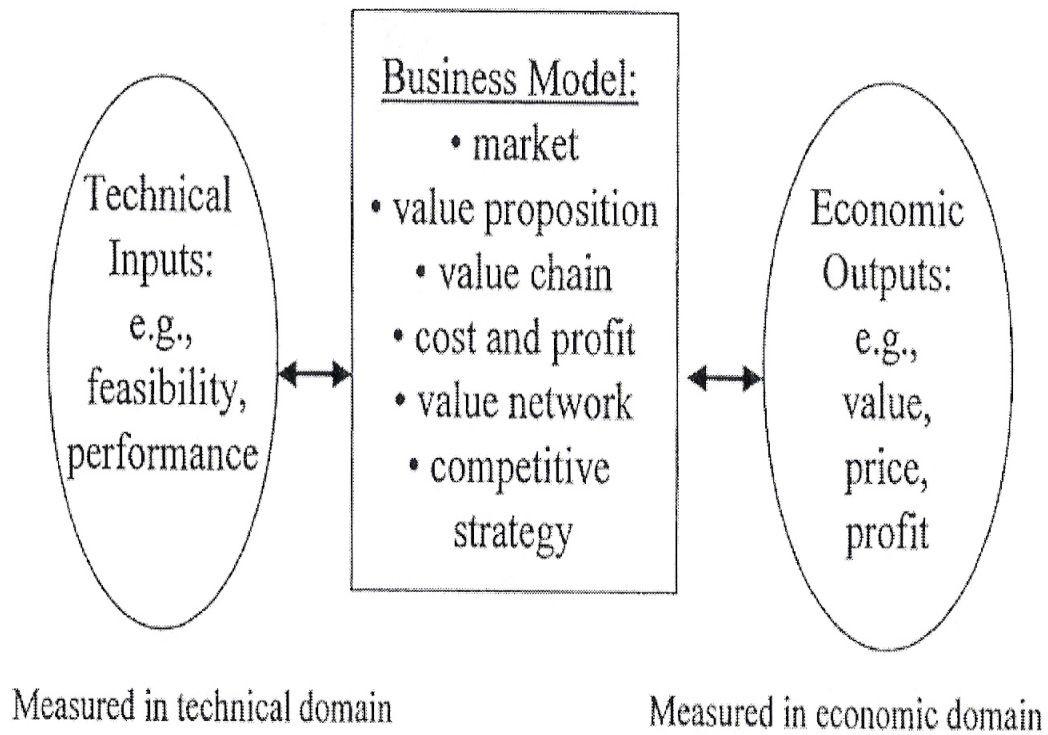 Technical
Inputs:
e.g.,
feasibility,
performance
Business Model:
• market
• value proposition
• value chain
• cost and profit
• value network
• competitive
strategy
Economic
Outputs:
e.g.,
value,
price,
profit
Measured in technical domain
Measured in economic domain